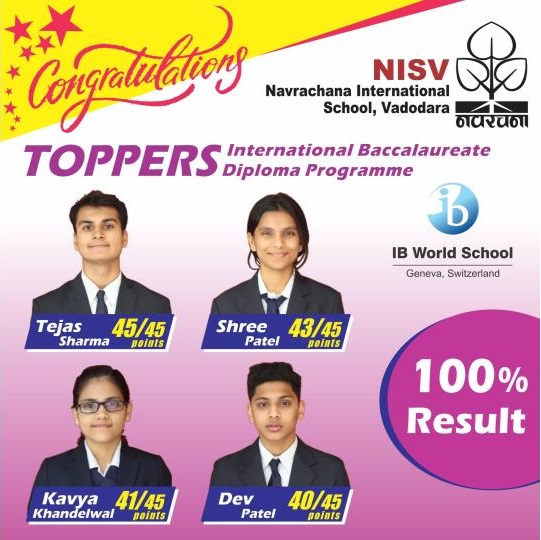 Congratulations
NISV
Navrachana International
School, Vadodara
नवरचना
TOPPERS International Baccalaureate
Diploma Programme
ib
IB World School
Geneva, Switzerland
Tejas
Sharma
45/45
points
Shree
Patel
43/45
points
100%
Result
Kavya
Khandelwal
41/45
points
Dev
Patel
40/45
points